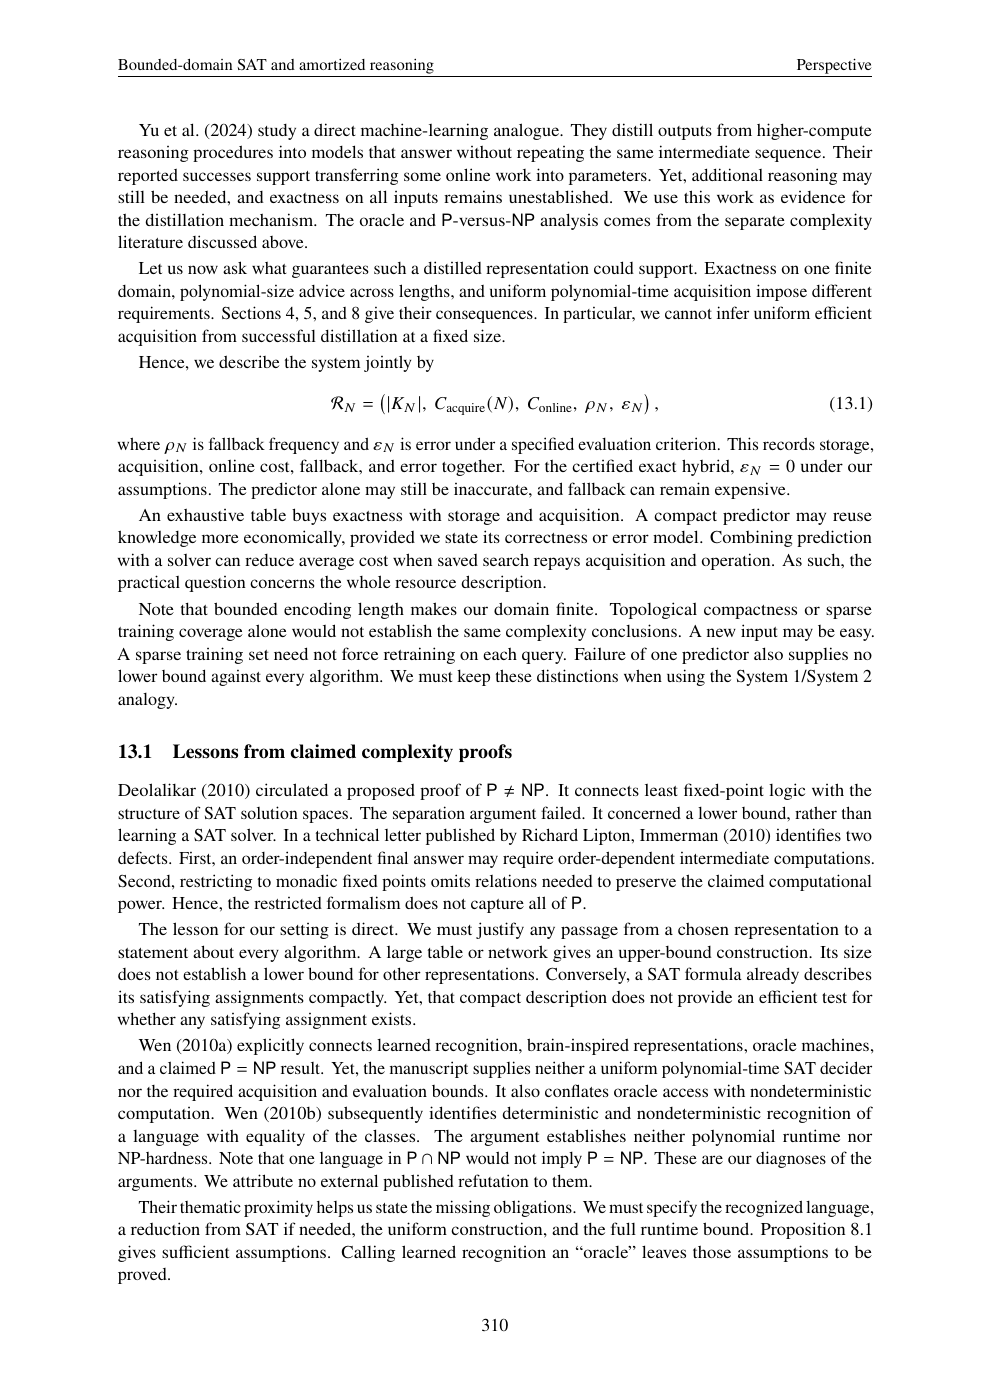 Bounded-domain SAT and amortized reasoning Perspective
Yu et al. (2024) study a direct machine-learning analogue. They distill outputs from higher-compute
reasoning procedures into models that answer without repeating the same intermediate sequence. Their
reported successes support transferring some online work into parameters. Yet, additional reasoning may
still be needed, and exactness on all inputs remains unestablished. We use this work as evidence for
the distillation mechanism. The oracle and P-versus-NP analysis comes from the separate complexity
literature discussed above.
Let us now ask what guarantees such a distilled representation could support. Exactness on one finite
domain, polynomial-size advice across lengths, and uniform polynomial-time acquisition impose different
requirements. Sections 4, 5, and 8 give their consequences. In particular, we cannot infer uniform efficient
acquisition from successful distillation at a fixed size.
Hence, we describe the system jointly by
ℛ_N = (|K_N|, C_acquire(N), C_online, ρ_N, ε_N), (13.1)
where ρ_N is fallback frequency and ε_N is error under a specified evaluation criterion. This records storage,
acquisition, online cost, fallback, and error together. For the certified exact hybrid, ε_N = 0 under our
assumptions. The predictor alone may still be inaccurate, and fallback can remain expensive.
An exhaustive table buys exactness with storage and acquisition. A compact predictor may reuse
knowledge more economically, provided we state its correctness or error model. Combining prediction
with a solver can reduce average cost when saved search repays acquisition and operation. As such, the
practical question concerns the whole resource description.
Note that bounded encoding length makes our domain finite. Topological compactness or sparse
training coverage alone would not establish the same complexity conclusions. A new input may be easy.
A sparse training set need not force retraining on each query. Failure of one predictor also supplies no
lower bound against every algorithm. We must keep these distinctions when using the System 1/System 2
analogy.
13.1 Lessons from claimed complexity proofs
Deolalikar (2010) circulated a proposed proof of P ≠ NP. It connects least fixed-point logic with the
structure of SAT solution spaces. The separation argument failed. It concerned a lower bound, rather than
learning a SAT solver. In a technical letter published by Richard Lipton, Immerman (2010) identifies two
defects. First, an order-independent final answer may require order-dependent intermediate computations.
Second, restricting to monadic fixed points omits relations needed to preserve the claimed computational
power. Hence, the restricted formalism does not capture all of P.
The lesson for our setting is direct. We must justify any passage from a chosen representation to a
statement about every algorithm. A large table or network gives an upper-bound construction. Its size
does not establish a lower bound for other representations. Conversely, a SAT formula already describes
its satisfying assignments compactly. Yet, that compact description does not provide an efficient test for
whether any satisfying assignment exists.
Wen (2010a) explicitly connects learned recognition, brain-inspired representations, oracle machines,
and a claimed P = NP result. Yet, the manuscript supplies neither a uniform polynomial-time SAT decider
nor the required acquisition and evaluation bounds. It also conflates oracle access with nondeterministic
computation. Wen (2010b) subsequently identifies deterministic and nondeterministic recognition of
a language with equality of the classes. The argument establishes neither polynomial runtime nor
NP-hardness. Note that one language in P ∩ NP would not imply P = NP. These are our diagnoses of the
arguments. We attribute no external published refutation to them.
Their thematic proximity helps us state the missing obligations. We must specify the recognized language,
a reduction from SAT if needed, the uniform construction, and the full runtime bound. Proposition 8.1
gives sufficient assumptions. Calling learned recognition an “oracle” leaves those assumptions to be
proved.
310